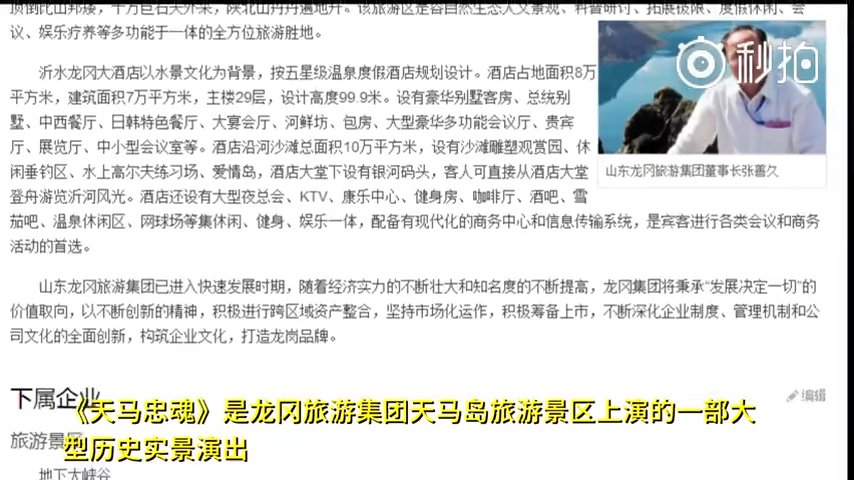 顶倒比山邦矮，十万巨石天外来，陕北山丹丹遍地开。该旅游区是容自然生态人文景观、科普研讨、拓展极限、度假休闲、会
议、娱乐疗养等多功能于一体的全方位旅游胜地。
秒拍
沂水龙冈大酒店以水景文化为背景，按五星级温泉度假酒店规划设计。酒店占地面积8万
平方米，建筑面积7万平方米，主楼29层，设计高度99.9米。设有豪华别墅客房、总统别
墅、中西餐厅、日韩特色餐厅、大宴会厅、河鲜坊、包房、大型豪华多功能会议厅、贵宾
厅、展览厅、中小型会议室等。酒店沿河沙滩总面积10万平方米，设有沙滩雕塑观赏园、休
闲垂钓区、水上高尔夫练习场、爱情岛，酒店大堂下设有银河码头，客人可直接从酒店大堂
登舟游览沂河风光。酒店还设有大型夜总会、KTV、康乐中心、健身房、咖啡厅、酒吧、雪
茄吧、温泉休闲区、网球场等集休闲、健身、娱乐一体，配备有现代化的商务中心和信息传输系统，是宾客进行各类会议和商务
活动的首选。
山东龙冈旅游集团董事长张善久
山东龙冈旅游集团已进入快速发展时期，随着经济实力的不断壮大和知名度的不断提高，龙冈集团将秉承“发展决定一切”的
价值取向，以不断创新的精神，积极进行跨区域资产整合，坚持市场化运作，积极筹备上市，不断深化企业制度、管理机制和公
司文化的全面创新，构筑企业文化，打造龙岗品牌。
下属企业
编辑
《天马忠魂》是龙冈旅游集团天马岛旅游景区上演的一部大
型历史实景演出
旅游景区
地下大峡谷